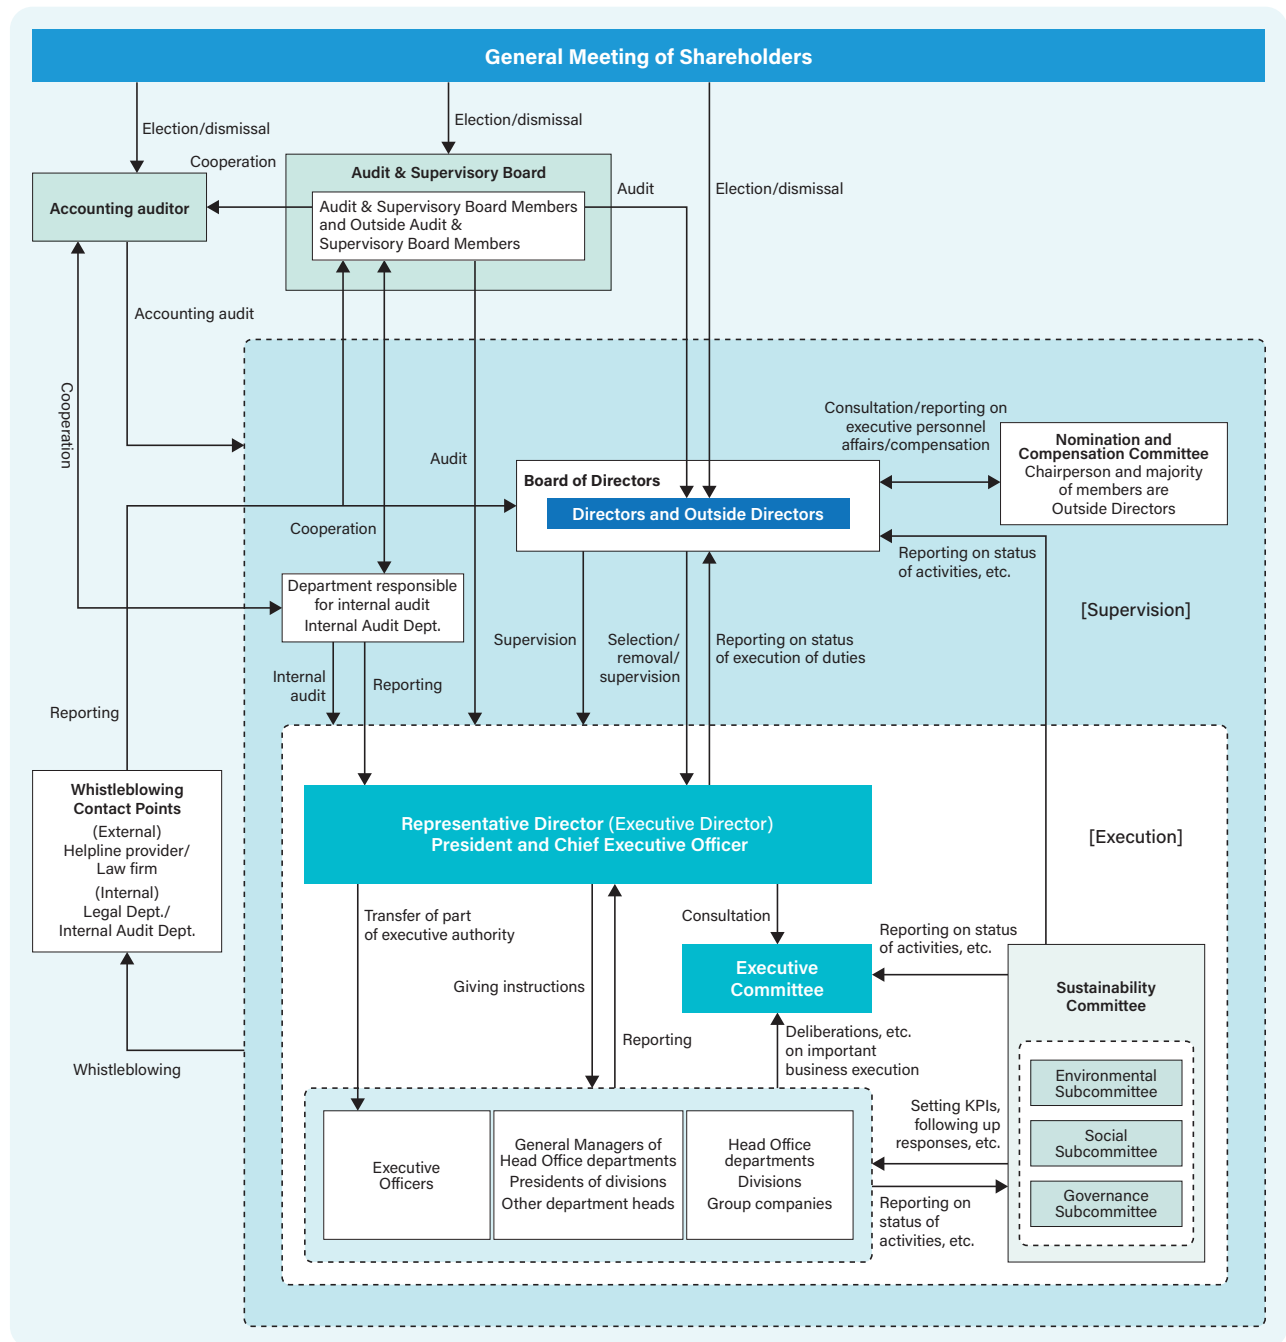 General Meeting of Shareholders
Election/dismissal
Election/dismissal
Election/dismissal
Cooperation
Accounting auditor
Audit & Supervisory Board
Audit & Supervisory Board Members
and Outside Audit &
Supervisory Board Members
Audit
Accounting audit
Cooperation
Audit
Cooperation
Consultation/reporting on
executive personnel
affairs/compensation
Nomination and
Compensation Committee
Chairperson and majority
of members are
Outside Directors
Board of Directors
Directors and Outside Directors
Reporting on status
of activities, etc.
[Supervision]
Department responsible
for internal audit
Internal Audit Dept.
Internal
audit
Reporting
Supervision
Selection/
removal/
supervision
Reporting on status
of execution of duties
Reporting
Whistleblowing
Contact Points
(External)
Helpline provider/
Law firm
(Internal)
Legal Dept./
Internal Audit Dept.
Whistleblowing
Representative Director (Executive Director)
President and Chief Executive Officer
[Execution]
Transfer of part
of executive authority
Giving instructions
Reporting
Consultation
Executive
Committee
Reporting on status
of activities, etc.
Deliberations, etc.
on important
business execution
Sustainability
Committee
Environmental
Subcommittee
Social
Subcommittee
Governance
Subcommittee
Setting KPIs,
following up
responses, etc.
Reporting on
status of
activities, etc.
Executive
Officers
General Managers of
Head Office departments
Presidents of divisions
Other department heads
Head Office
departments
Divisions
Group companies